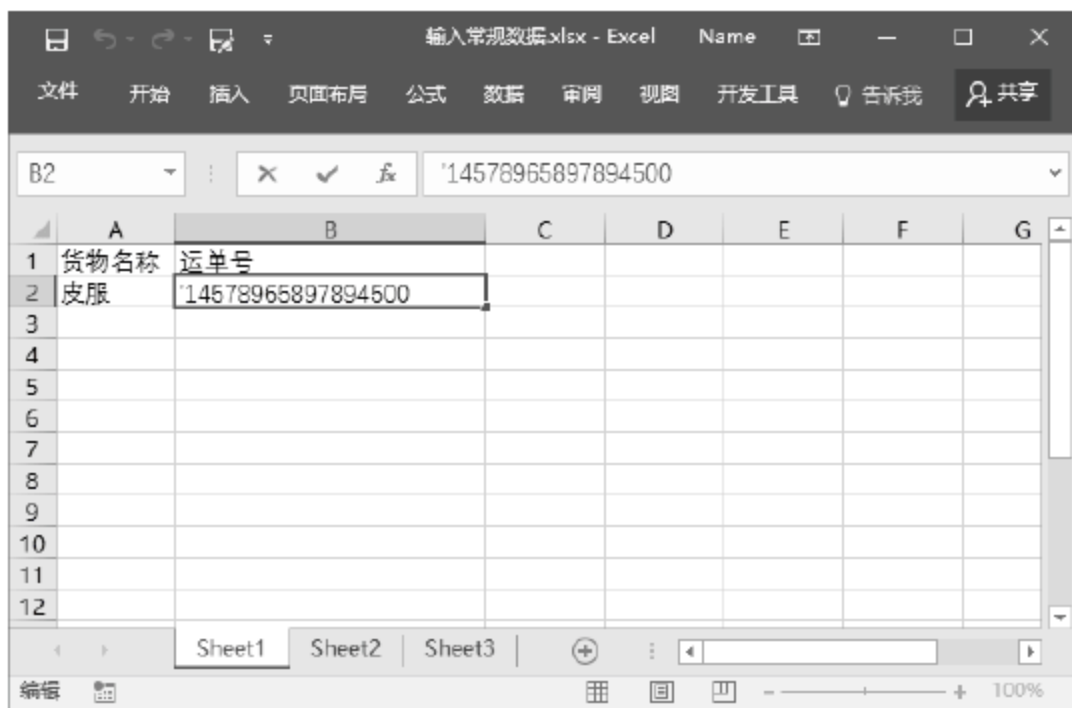 输入常规数据.xlsx - Excel Name
文件 开始 插入 页面布局 公式 数据 审阅 视图 开发工具 告诉我 共享
B2 fx '14578965897894500
A B C D E F G
1 货物名称 运单号
2 皮服 '14578965897894500
3
4
5
6
7
8
9
10
11
12
Sheet1 Sheet2 Sheet3
编辑 100%